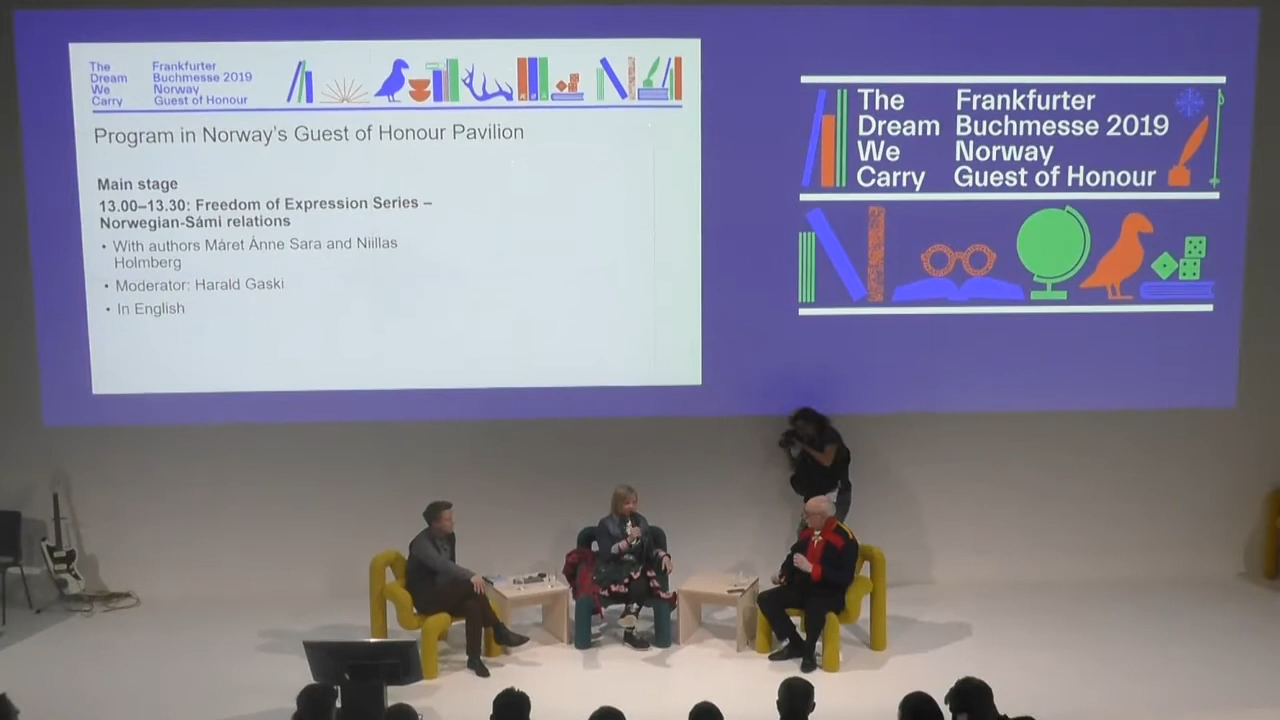 The
Dream
We
Carry
Frankfurter
Buchmesse 2019
Norway
Guest of Honour
Program in Norway's Guest of Honour Pavilion
Main stage
13.00–13.30: Freedom of Expression Series –
Norwegian-Sámi relations
• With authors Máret Ánne Sara and Niillas
Holmberg
• Moderator: Harald Gaski
• In English
The
Dream
We
Carry
Frankfurter
Buchmesse 2019
Norway
Guest of Honour